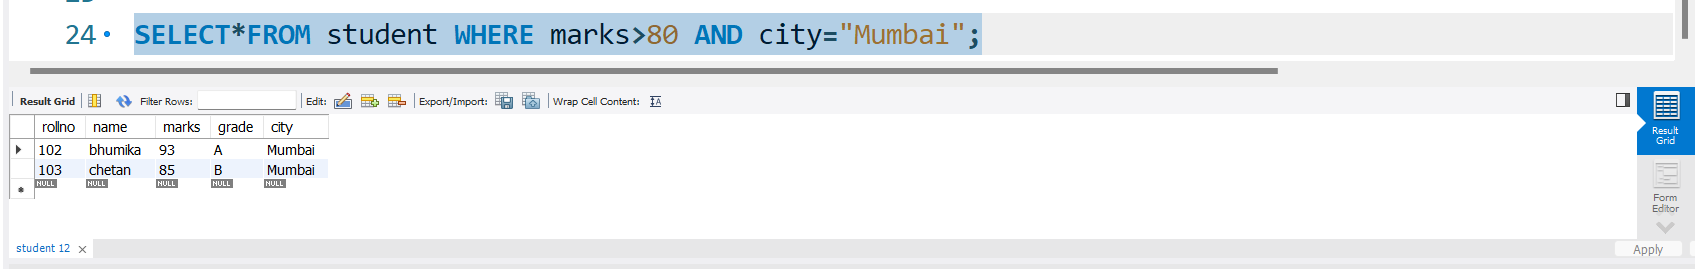 24 SELECT*FROM student WHERE marks>80 AND city="Mumbai";
Result Grid Filter Rows: Edit: Export/Import: Wrap Cell Content:
rollno name marks grade city
102 bhumika 93 A Mumbai
103 chetan 85 B Mumbai
NULL NULL NULL NULL NULL
Result
Grid
Form
Editor
student 12
Apply